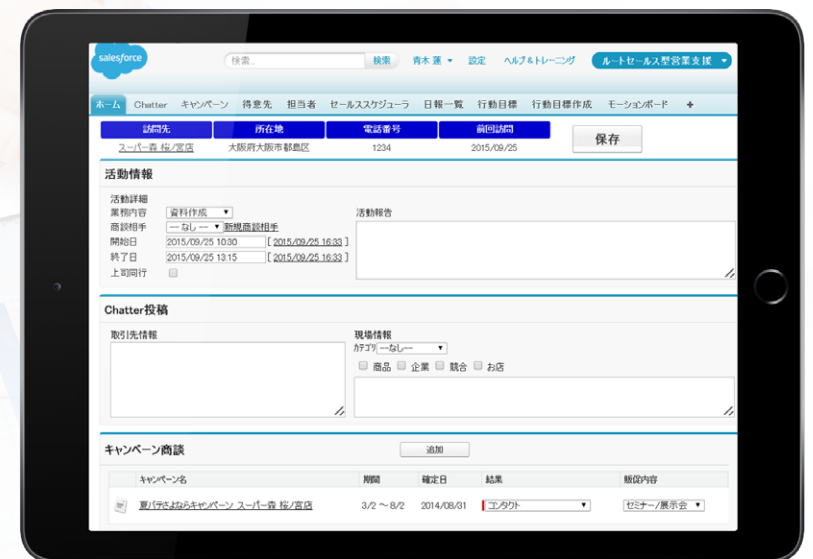 salesforce
検索... 検索 青木 蓮 設定 ヘルプ&トレーニング ルートセールス型営業支援
ホーム Chatter キャンペーン 得意先 担当者 セールススケジューラ 日報一覧 行動目標 行動目標作成 モーションボード +
訪問先 所在地 電話番号 前回訪問
スーパー森 桜ノ宮店 大阪府大阪市都島区 1234 2015/09/25 保存
活動情報
活動詳細
業務内容 資料作成 活動報告
商談相手 -- なし -- 新規商談相手
開始日 2015/09/25 10:30 [ 2015/09/25 16:33 ]
終了日 2015/09/25 13:15 [ 2015/09/25 16:33 ]
上司同行
Chatter投稿
取引先情報 現場情報
カテゴリ --なし--
商品 企業 競合 お店
キャンペーン商談 追加
キャンペーン名 期間 確定日 結果 販促内容
夏バテさよならキャンペーン スーパー森 桜ノ宮店 3/2 ～ 8/2 2014/08/31 コンタクト セミナー/展示会